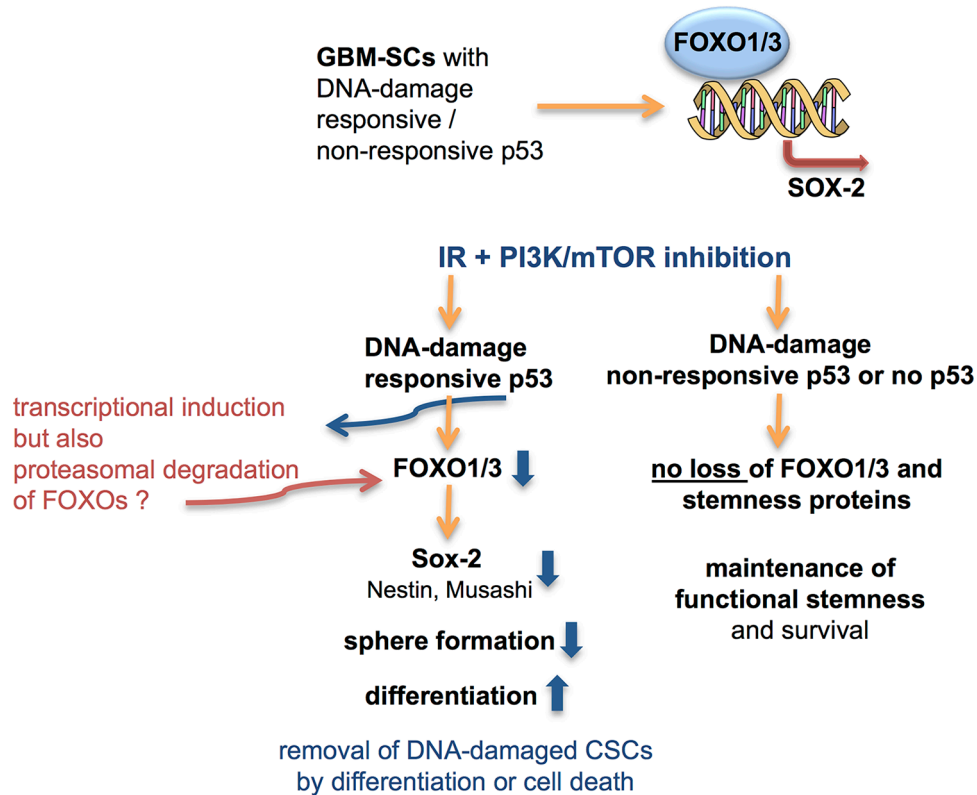 FOXO1/3
GBM-SCs with
DNA-damage
responsive /
non-responsive p53
SOX-2
IR + PI3K/mTOR inhibition
DNA-damage
responsive p53
DNA-damage
non-responsive p53 or no p53
transcriptional induction
but also
proteasomal degradation
of FOXOs ?
FOXO1/3
no loss of FOXO1/3 and
stemness proteins
Sox-2
Nestin, Musashi
maintenance of
functional stemness
and survival
sphere formation
differentiation
removal of DNA-damaged CSCs
by differentiation or cell death